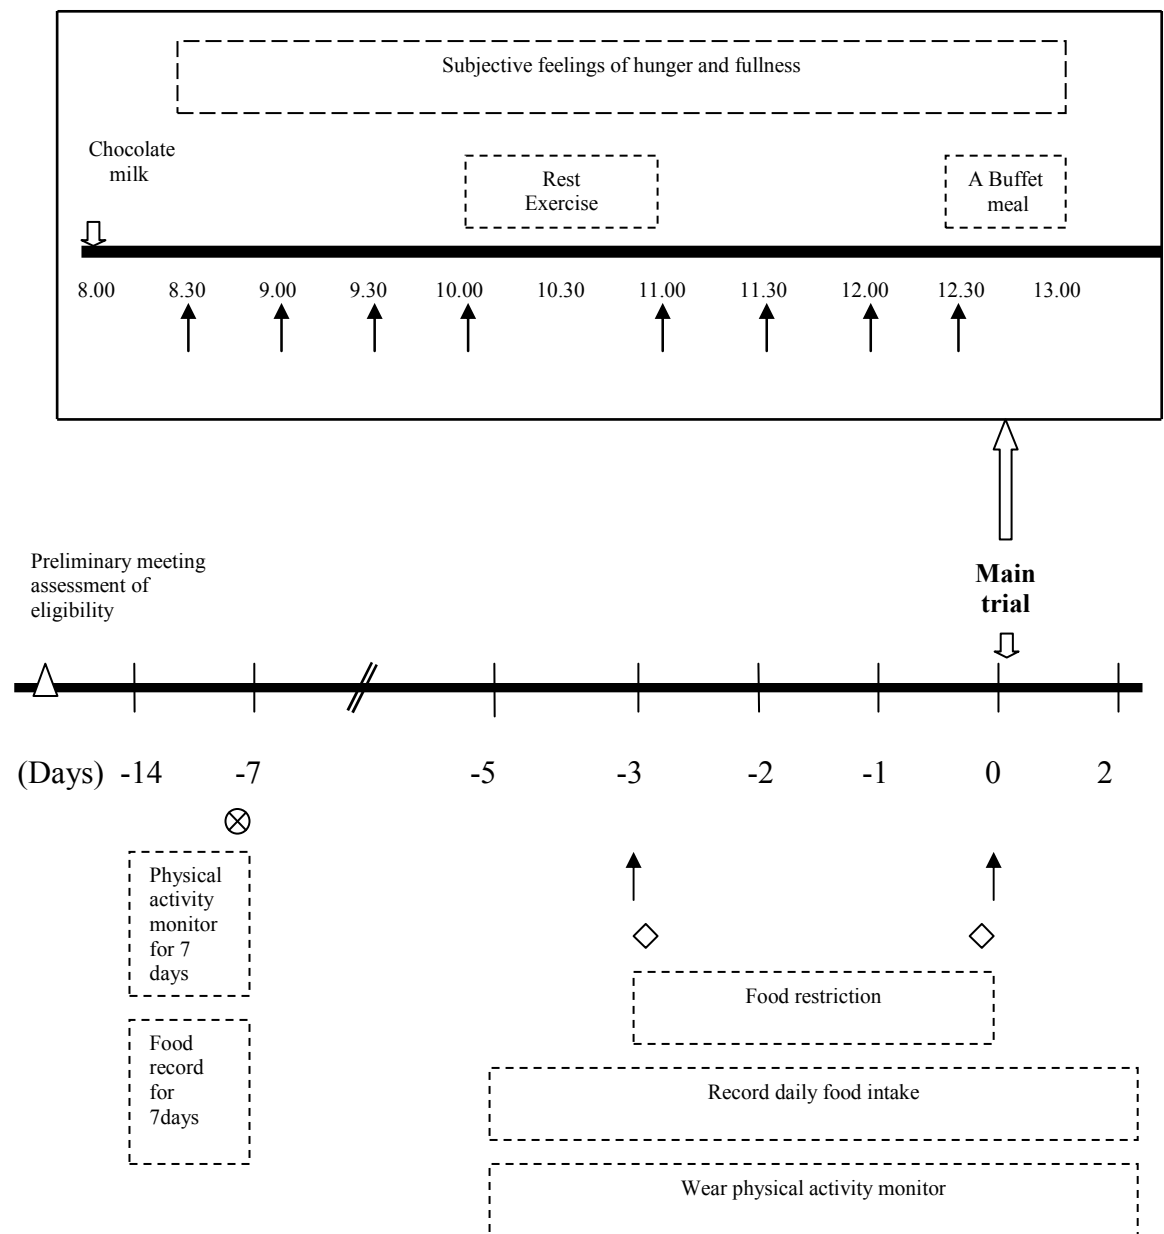 Subjective feelings of hunger and fullness
Chocolate
milk
Rest
Exercise
A Buffet
meal
8.00 8.30 9.00 9.30 10.00 10.30 11.00 11.30 12.00 12.30 13.00
Preliminary meeting
assessment of
eligibility
Main
trial
(Days) -14 -7 -5 -3 -2 -1 0 2
Physical
activity
monitor
for 7
days
Food restriction
Food
record
for
7days
Record daily food intake
Wear physical activity monitor